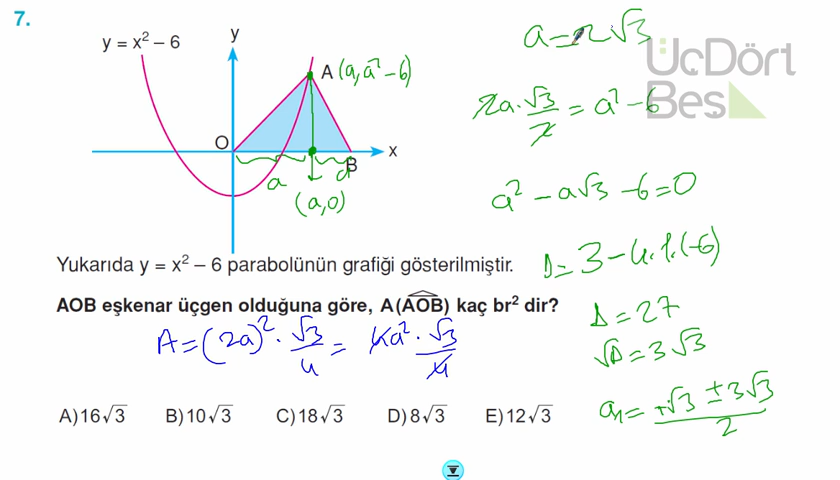 7.
y = x² – 6
y
A (a, a² - 6)
O
x
B
a
a
(a, 0)
a = 2√3
ÜçDört
Beş
2a · √3/2 = a² - 6
a² - a√3 - 6 = 0
Δ = 3 - 4.1.(-6)
Δ = 27
√Δ = 3√3
a₁ = +√3 ± 3√3 / 2
Yukarıda y = x² – 6 parabolünün grafiği gösterilmiştir.
AOB eşkenar üçgen olduğuna göre, A(AOB) kaç br² dir?
A = (2a)² · √3/4 = 4a² · √3/4
A) 16√3 B) 10√3 C) 18√3 D) 8√3 E) 12√3